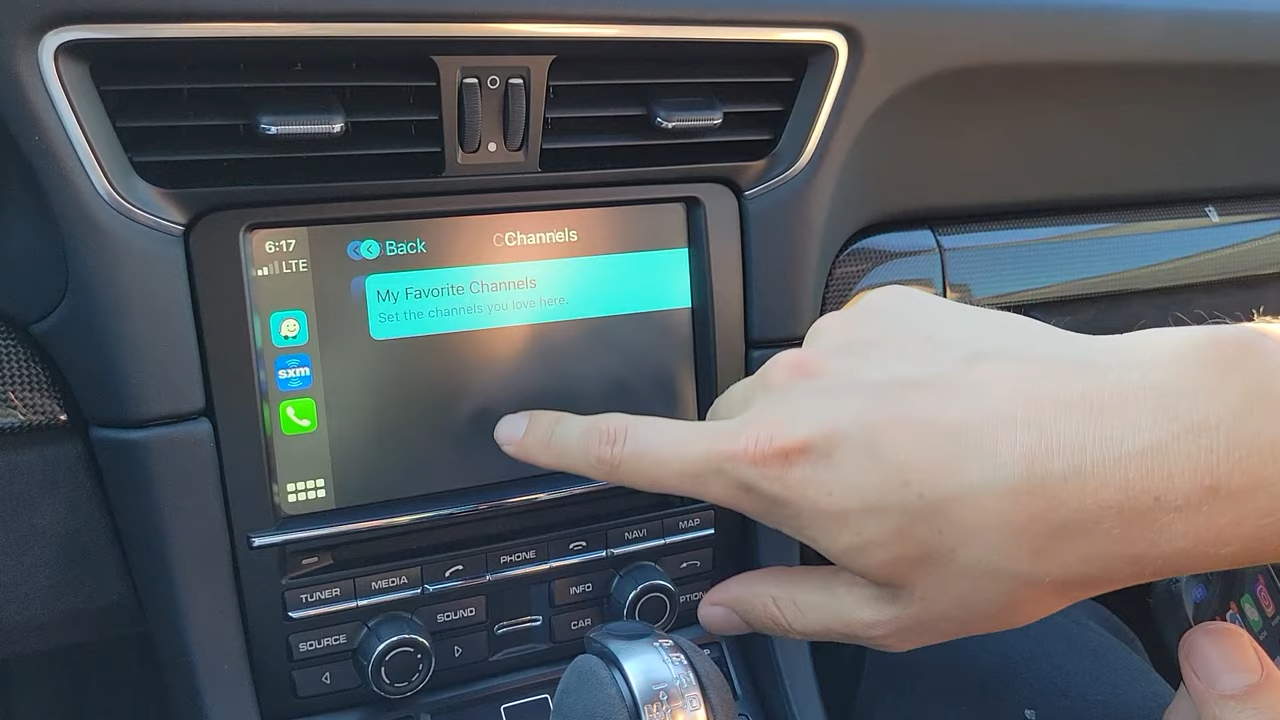 6:17
LTE
Back
Channels
My Favorite Channels
Set the channels you love here.
sxm
TUNER
MEDIA
PHONE
NAVI
MAP
SOURCE
SOUND
INFO
CAR
D